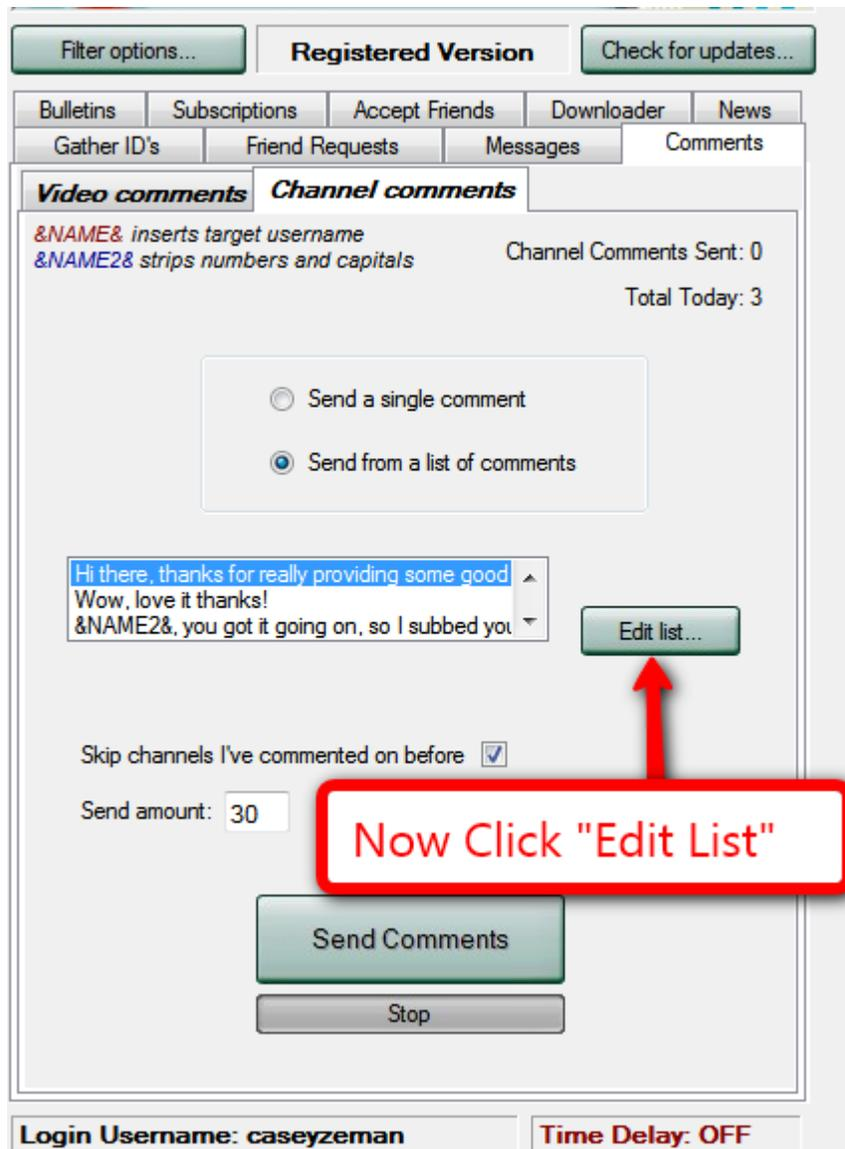 Filter options...
Registered Version
Check for updates...
Bulletins
Subscriptions
Accept Friends
Downloader
News
Gather ID's
Friend Requests
Messages
Comments
Video comments
Channel comments
&NAME& inserts target username
&NAME2& strips numbers and capitals
Channel Comments Sent: 0
Total Today: 3
Send a single comment
Send from a list of comments
Hi there, thanks for really providing some good
Wow, love it thanks!
&NAME2&, you got it going on, so I subbed you
Edit list...
Skip channels I've commented on before
Send amount: 30
Now Click "Edit List"
Send Comments
Stop
Login Username: caseyzeman
Time Delay: OFF